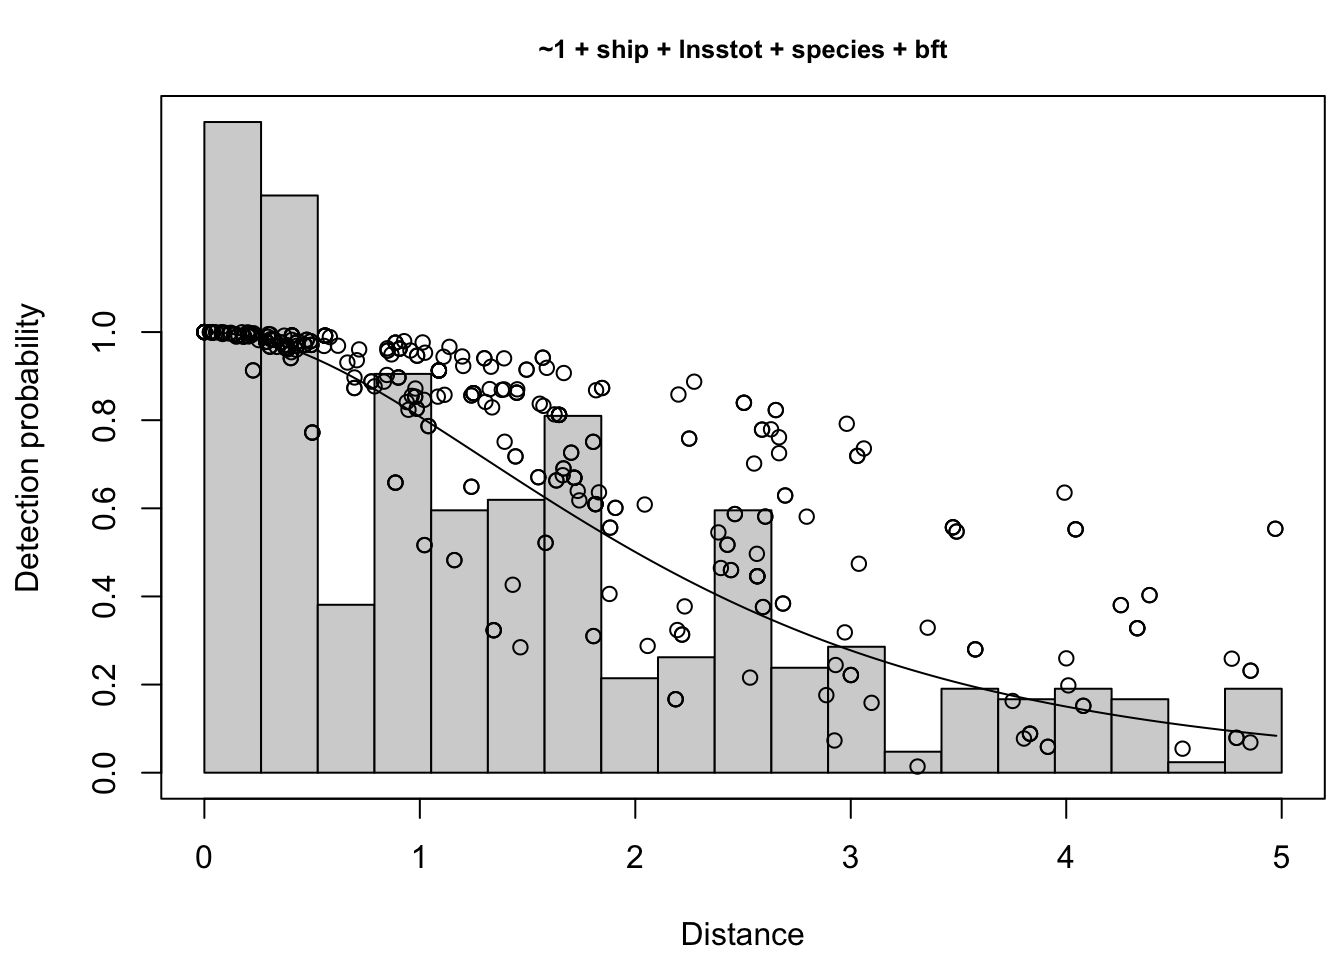 ~1 + ship + lnsstot + species + bft
Detection probability
1.0
0.8
0.6
0.4
0.2
0.0
0 1 2 3 4 5
Distance